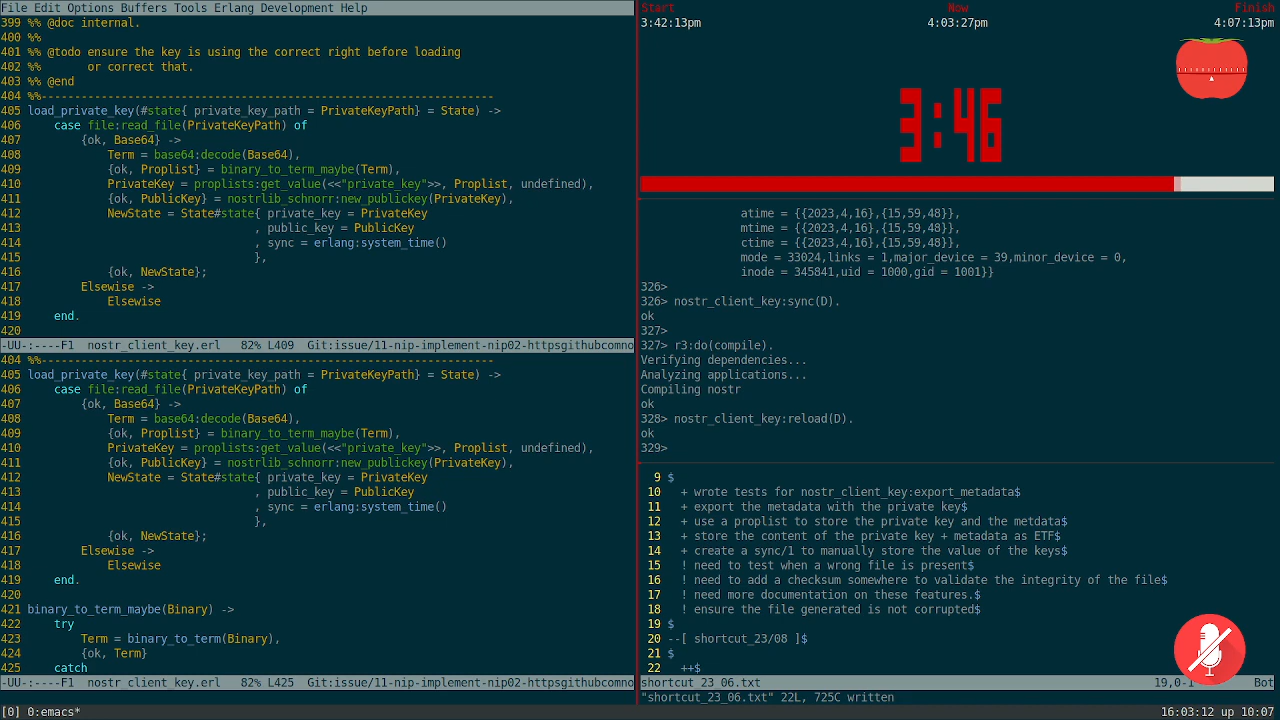 File Edit Options Buffers Tools Erlang Development Help
399 %% @doc internal.
400 %%
401 %% @todo ensure the key is using the correct right before loading
402 %%       or correct that.
403 %% @end
404 %%--------------------------------------------------------------------
405 load_private_key(#state{ private_key_path = PrivateKeyPath} = State) ->
406     case file:read_file(PrivateKeyPath) of
407         {ok, Base64} ->
408             Term = base64:decode(Base64),
409             {ok, Proplist} = binary_to_term_maybe(Term),
410             PrivateKey = proplists:get_value(<<"private_key">>, Proplist, undefined),
411             {ok, PublicKey} = nostrlib_schnorr:new_publickey(PrivateKey),
412             NewState = State#state{ private_key = PrivateKey
413                                   , public_key = PublicKey
414                                   , sync = erlang:system_time()
415                                   },
416             {ok, NewState};
417         Elsewise ->
418             Elsewise
419     end.
420
-UU-:----F1  nostr_client_key.erl   82% L409  Git:issue/11-nip-implement-nip02-httpsgithubcomno
404 %%--------------------------------------------------------------------
405 load_private_key(#state{ private_key_path = PrivateKeyPath} = State) ->
406     case file:read_file(PrivateKeyPath) of
407         {ok, Base64} ->
408             Term = base64:decode(Base64),
409             {ok, Proplist} = binary_to_term_maybe(Term),
410             PrivateKey = proplists:get_value(<<"private_key">>, Proplist, undefined),
411             {ok, PublicKey} = nostrlib_schnorr:new_publickey(PrivateKey),
412             NewState = State#state{ private_key = PrivateKey
413                                   , public_key = PublicKey
414                                   , sync = erlang:system_time()
415                                   },
416             {ok, NewState};
417         Elsewise ->
418             Elsewise
419     end.
420
421 binary_to_term_maybe(Binary) ->
422     try
423         Term = binary_to_term(Binary),
424         {ok, Term}
425     catch
-UU-:----F1  nostr_client_key.erl   82% L425  Git:issue/11-nip-implement-nip02-httpsgithubcomno
Start Now Finish
3:42:13pm 4:03:27pm 4:07:13pm
3:46
atime = {{2023,4,16},{15,59,48}},
mtime = {{2023,4,16},{15,59,48}},
ctime = {{2023,4,16},{15,59,48}},
mode = 33024,links = 1,major_device = 39,minor_device = 0,
inode = 345841,uid = 1000,gid = 1001}}
326>
326> nostr_client_key:sync(D).
ok
327>
327> r3:do(compile).
Verifying dependencies...
Analyzing applications...
Compiling nostr
ok
328> nostr_client_key:reload(D).
ok
329>
9 $
10   + wrote tests for nostr_client_key:export_metadata$
11   + export the metadata with the private key$
12   + use a proplist to store the private key and the metdata$
13   + store the content of the private key + metadata as ETF$
14   + create a sync/1 to manually store the value of the keys$
15   ! need to test when a wrong file is present$
16   ! need to add a checksum somewhere to validate the integrity of the file$
17   ! need more documentation on these features.$
18   ! ensure the file generated is not corrupted$
19 $
20 --[ shortcut_23/08 ]$
21 $
22   ++$
shortcut_23_06.txt 19,0-1 Bot
"shortcut_23_06.txt" 22L, 725C written
[0] 0:emacs* 16:03:12 up 10:07